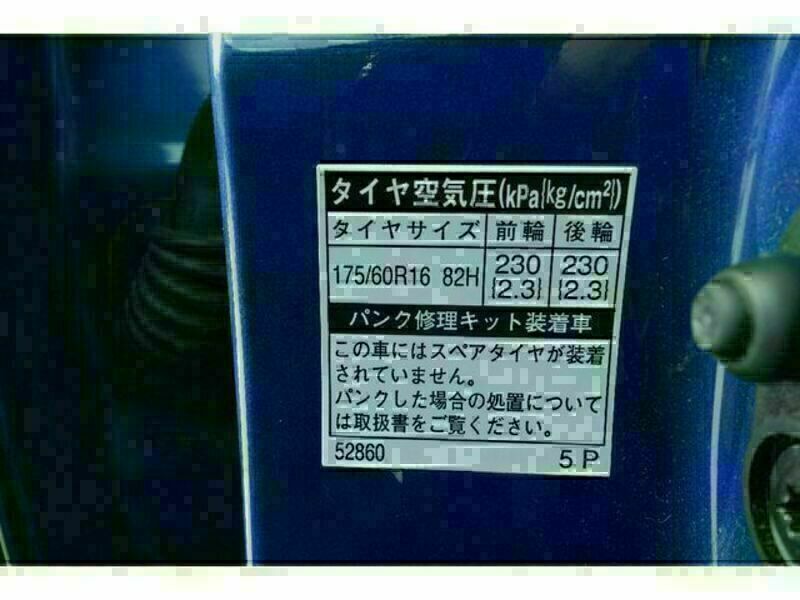 タイヤ空気圧(kPa{kg/cm²})
タイヤサイズ 前輪 後輪
175/60R16 82H 230 {2.3} 230 {2.3}
パンク修理キット装着車
この車にはスペアタイヤが装着
されていません。
パンクした場合の処置について
は取扱書をご覧ください。
52860 5P